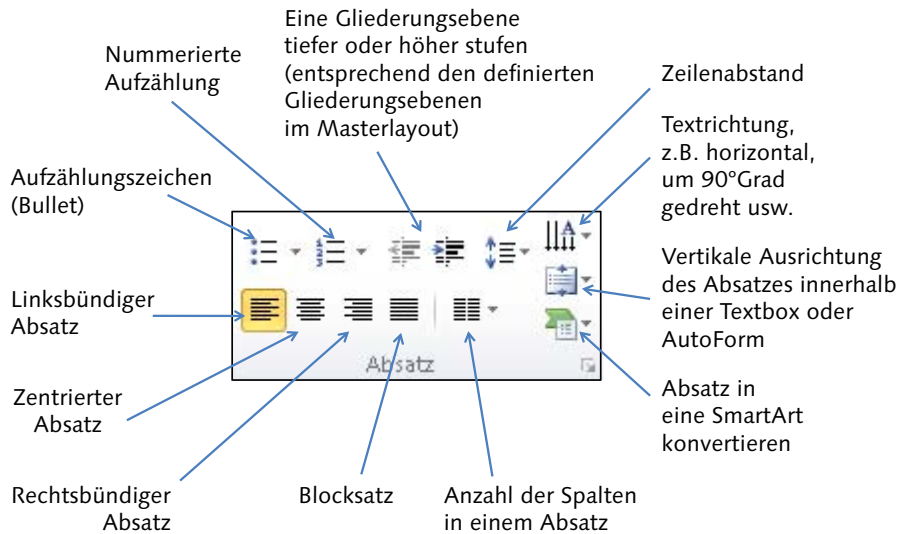 Eine Gliederungsebene
tiefer oder höher stufen
(entsprechend den definierten
Gliederungsebenen
im Masterlayout)
Nummerierte
Aufzählung
Zeilenabstand
Textrichtung,
z.B. horizontal,
um 90°Grad
gedreht usw.
Aufzählungszeichen
(Bullet)
Vertikale Ausrichtung
des Absatzes innerhalb
einer Textbox oder
AutoForm
Linksbündiger
Absatz
Absatz
Absatz in
eine SmartArt
konvertieren
Zentrierter
Absatz
Rechtsbündiger
Absatz
Blocksatz
Anzahl der Spalten
in einem Absatz